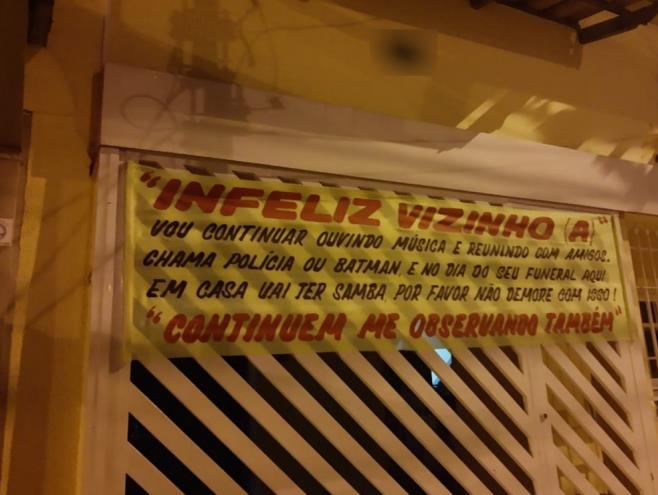 "INFELIZ VIZINHO (A)"
VOU CONTINUAR OUVINDO MÚSICA E REUNINDO COM AMIGOS.
CHAMA POLÍCIA OU BATMAN, E NO DIA DO SEU FUNERAL AQUI
EM CASA VAI TER SAMBA, POR FAVOR NÃO DEMORE COM ISSO!
"CONTINUEM ME OBSERVANDO TAMBÉM"